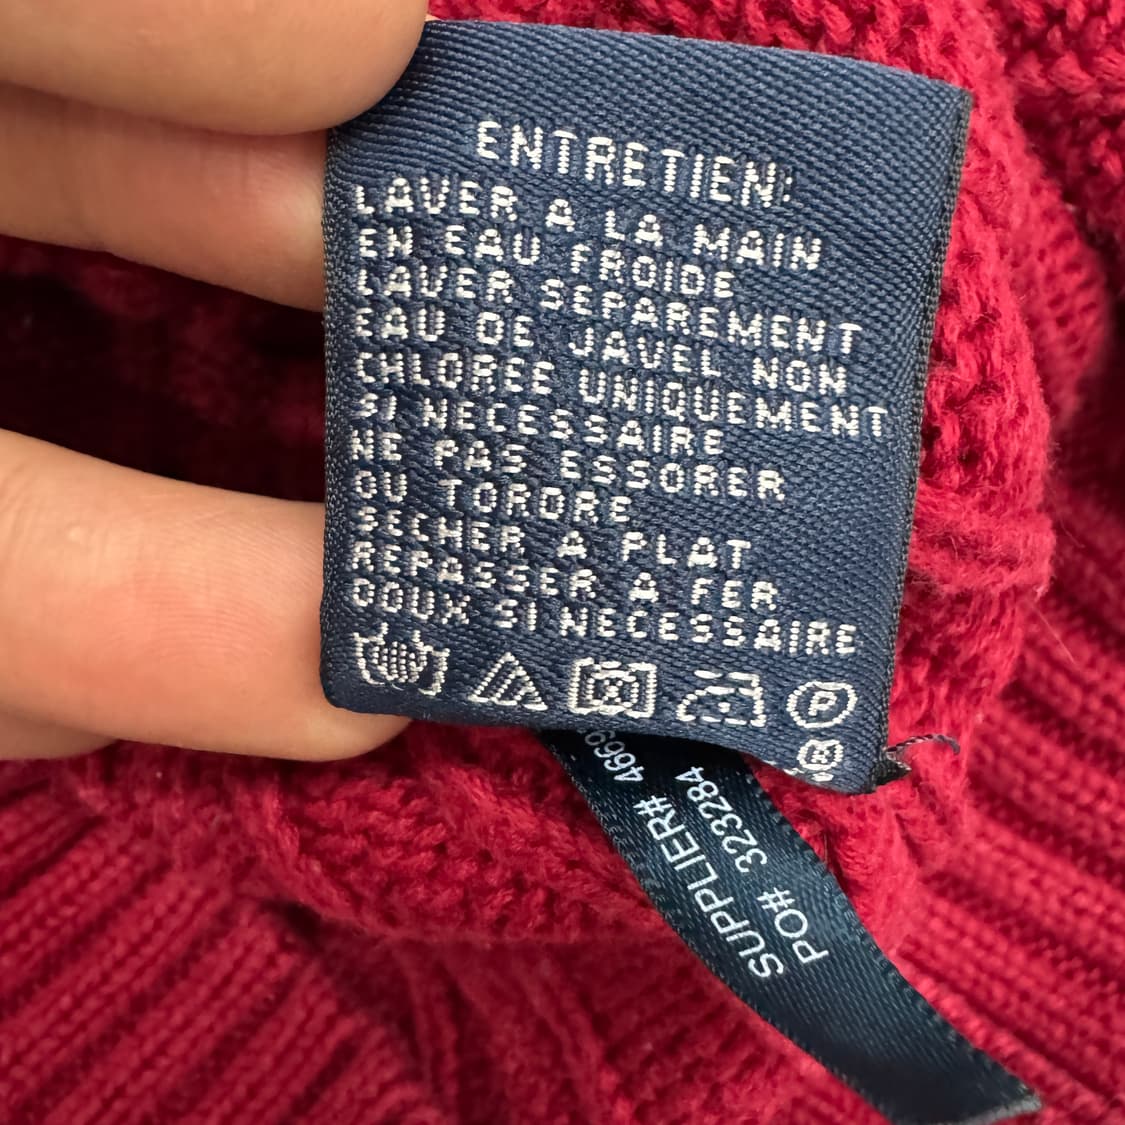 ENTRETIEN:
LAVER A LA MAIN
EN EAU FROIDE
LAVER SEPAREMENT
EAU DE JAVEL NON
CHLOREE UNIQUEMENT
SI NECESSAIRE
NE PAS ESSORER
OU TORDRE
SECHER A PLAT
REPASSER A FER
DOUX SI NECESSAIRE
P
SUPPLIER# 4669
PO# 323284